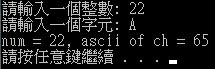 請輸入一個整數: 22
請輸入一個字元: A
num = 22, ascii of ch = 65
請按任意鍵繼續 . . .